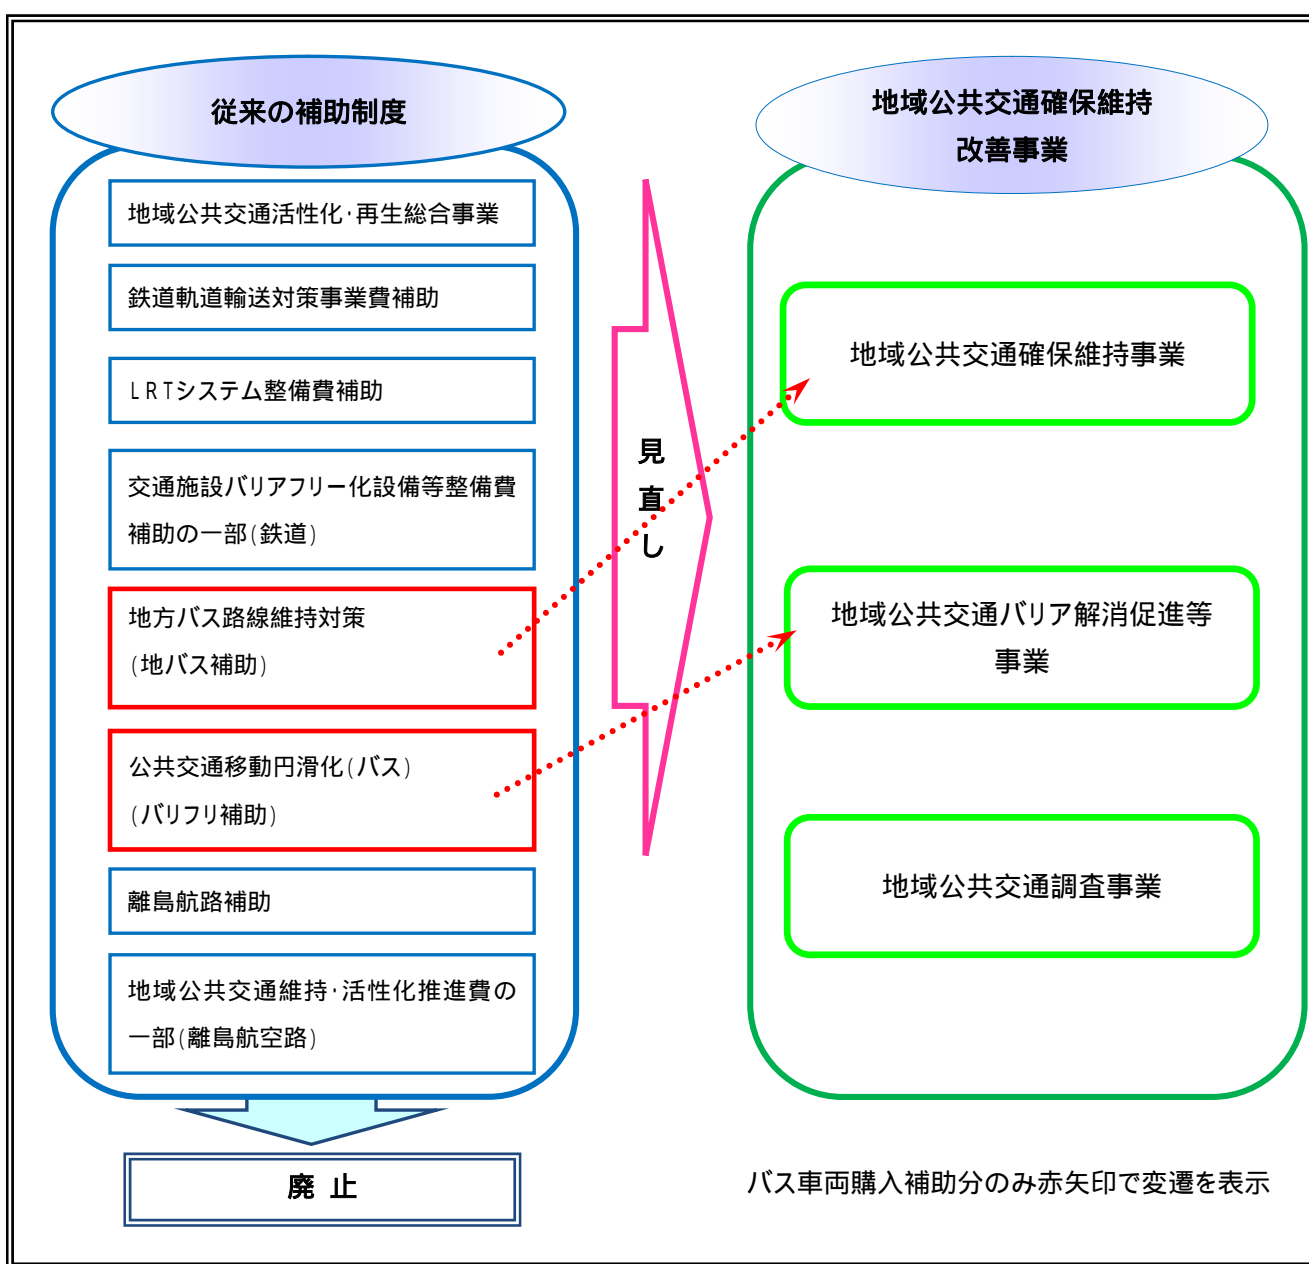 従来の補助制度
地域公共交通活性化・再生総合事業
鉄道軌道輸送対策事業費補助
LRTシステム整備費補助
交通施設バリアフリー化設備等整備費
補助の一部(鉄道)
地方バス路線維持対策
(地バス補助)
公共交通移動円滑化(バス)
(バリフリ補助)
離島航路補助
地域公共交通維持・活性化推進費の
一部(離島航空路)
廃止
見
直
し
地域公共交通確保維持
改善事業
地域公共交通確保維持事業
地域公共交通バリア解消促進等
事業
地域公共交通調査事業
バス車両購入補助分のみ赤矢印で変遷を表示